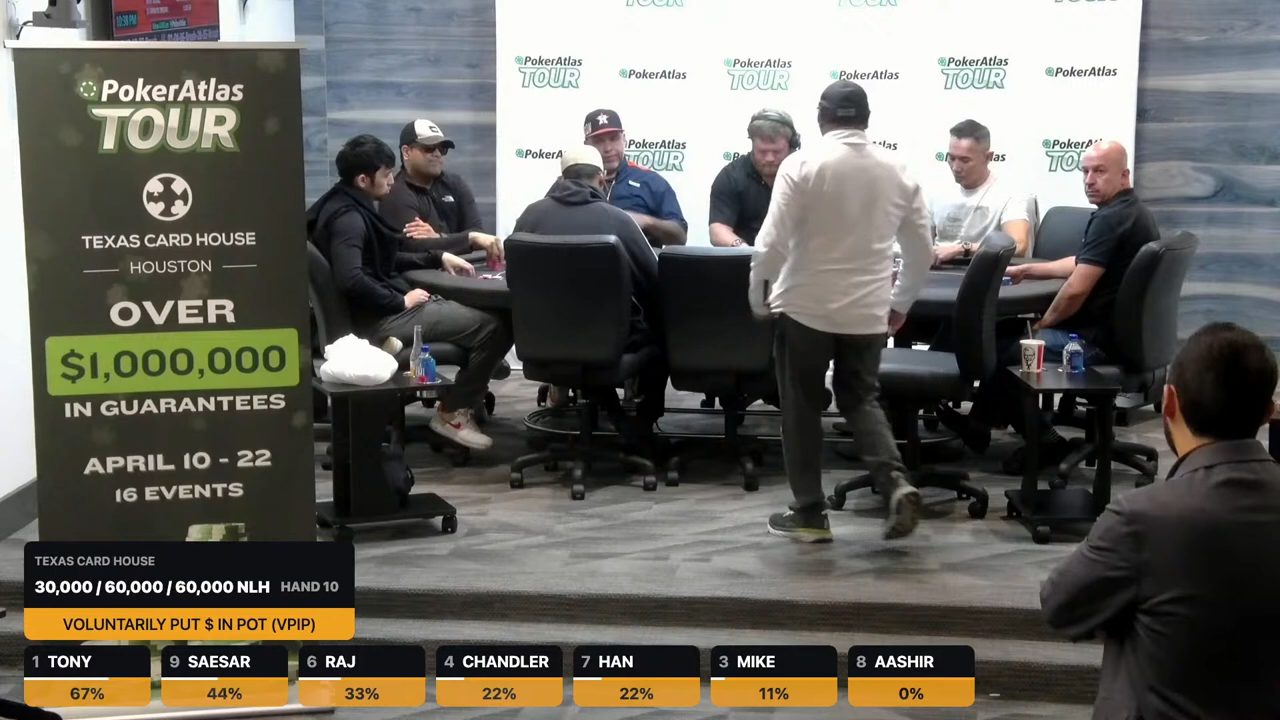 PokerAtlas
TOUR
TEXAS CARD HOUSE
HOUSTON
OVER
$1,000,000
IN GUARANTEES
APRIL 10 - 22
16 EVENTS
PokerAtlas
TOUR
PokerAtlas
PokerAtlas
TOUR
PokerAtlas
PokerAtlas
TOUR
PokerAtlas
TEXAS CARD HOUSE
30,000 / 60,000 / 60,000 NLH HAND 10
VOLUNTARILY PUT $ IN POT (VPIP)
1 TONY 9 SAESAR 6 RAJ 4 CHANDLER 7 HAN 3 MIKE 8 AASHIR
67% 44% 33% 22% 22% 11% 0%